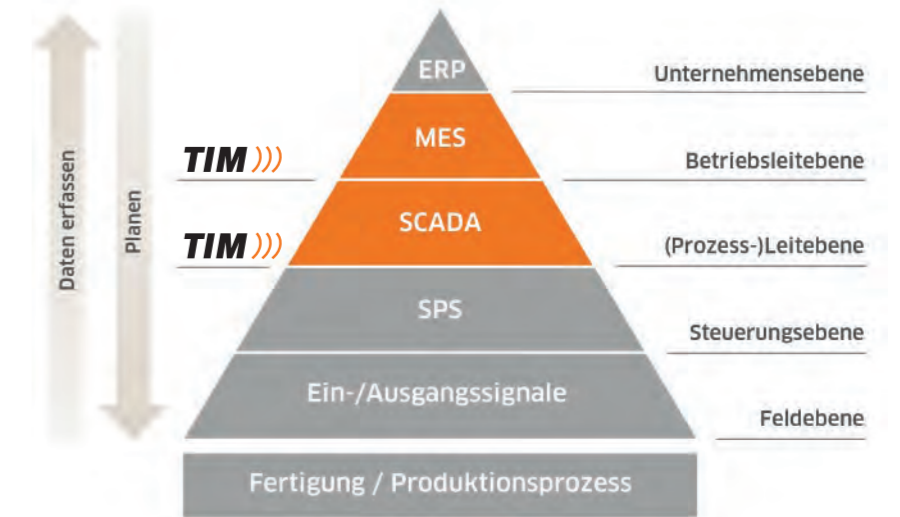 ERP
Unternehmensebene
MES
TIM )))
Betriebsleitebene
SCADA
TIM )))
(Prozess-)Leitebene
SPS
Steuerungsebene
Ein-/Ausgangssignale
Feldebene
Fertigung / Produktionsprozess
Daten erfassen
Planen